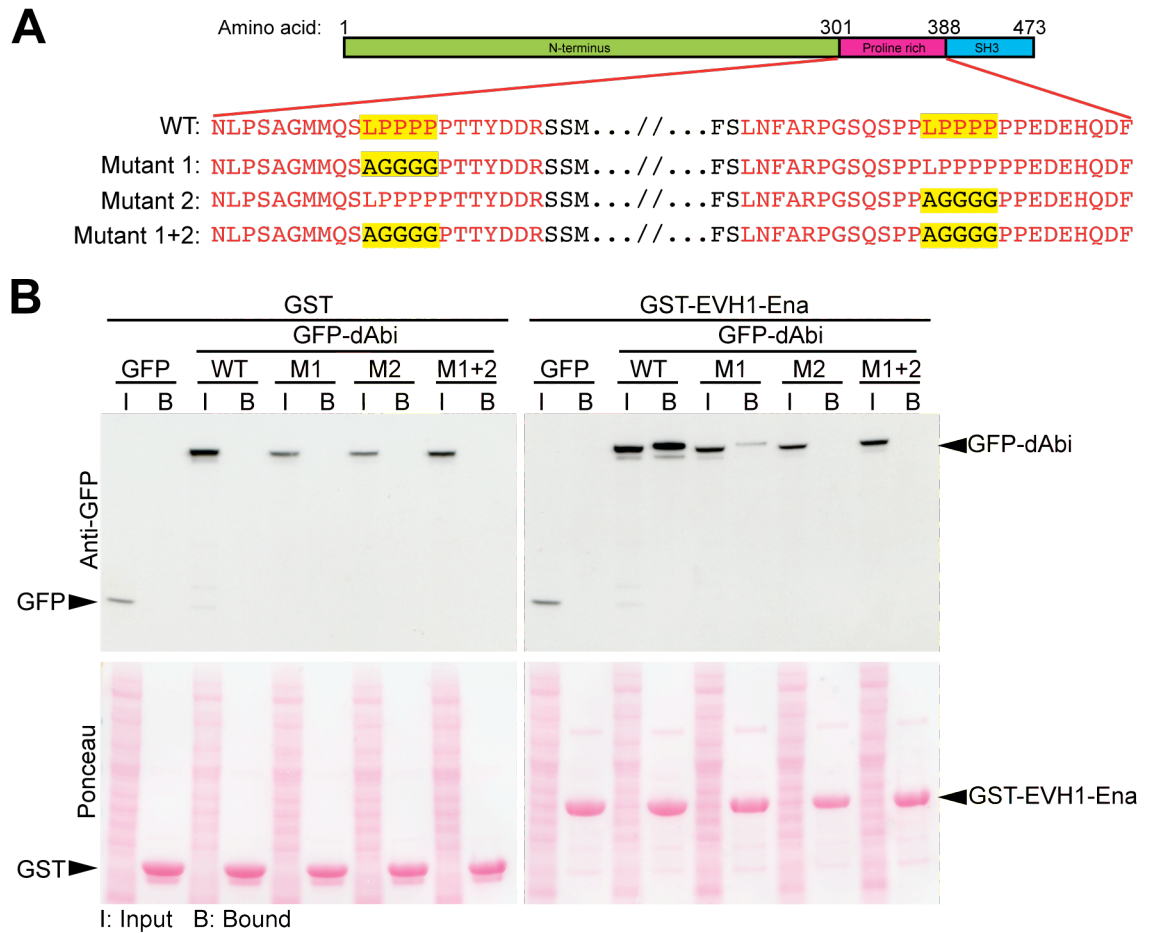 A
Amino acid: 1 301 388 473
N-terminus Proline rich SH3
WT: NLPSAGMMQSLPPPPPTTYDDRSSM...//...FSLNFARPGSQSPPLPPPPPPEDEHQDF
Mutant 1: NLPSAGMMQSAGGGGPTTYDDRSSM...//...FSLNFARPGSQSPPLPPPPPPEDEHQDF
Mutant 2: NLPSAGMMQSLPPPPPTTYDDRSSM...//...FSLNFARPGSQSPPAGGGGPPEDEHQDF
Mutant 1+2: NLPSAGMMQSAGGGGPTTYDDRSSM...//...FSLNFARPGSQSPPAGGGGPPEDEHQDF
B
GST GST-EVH1-Ena
GFP-dAbi GFP-dAbi
GFP WT M1 M2 M1+2 GFP WT M1 M2 M1+2
I B I B I B I B I B I B I B I B I B I B
GFP-dAbi
Anti-GFP
GFP
Ponceau
GST-EVH1-Ena
GST
I: Input B: Bound